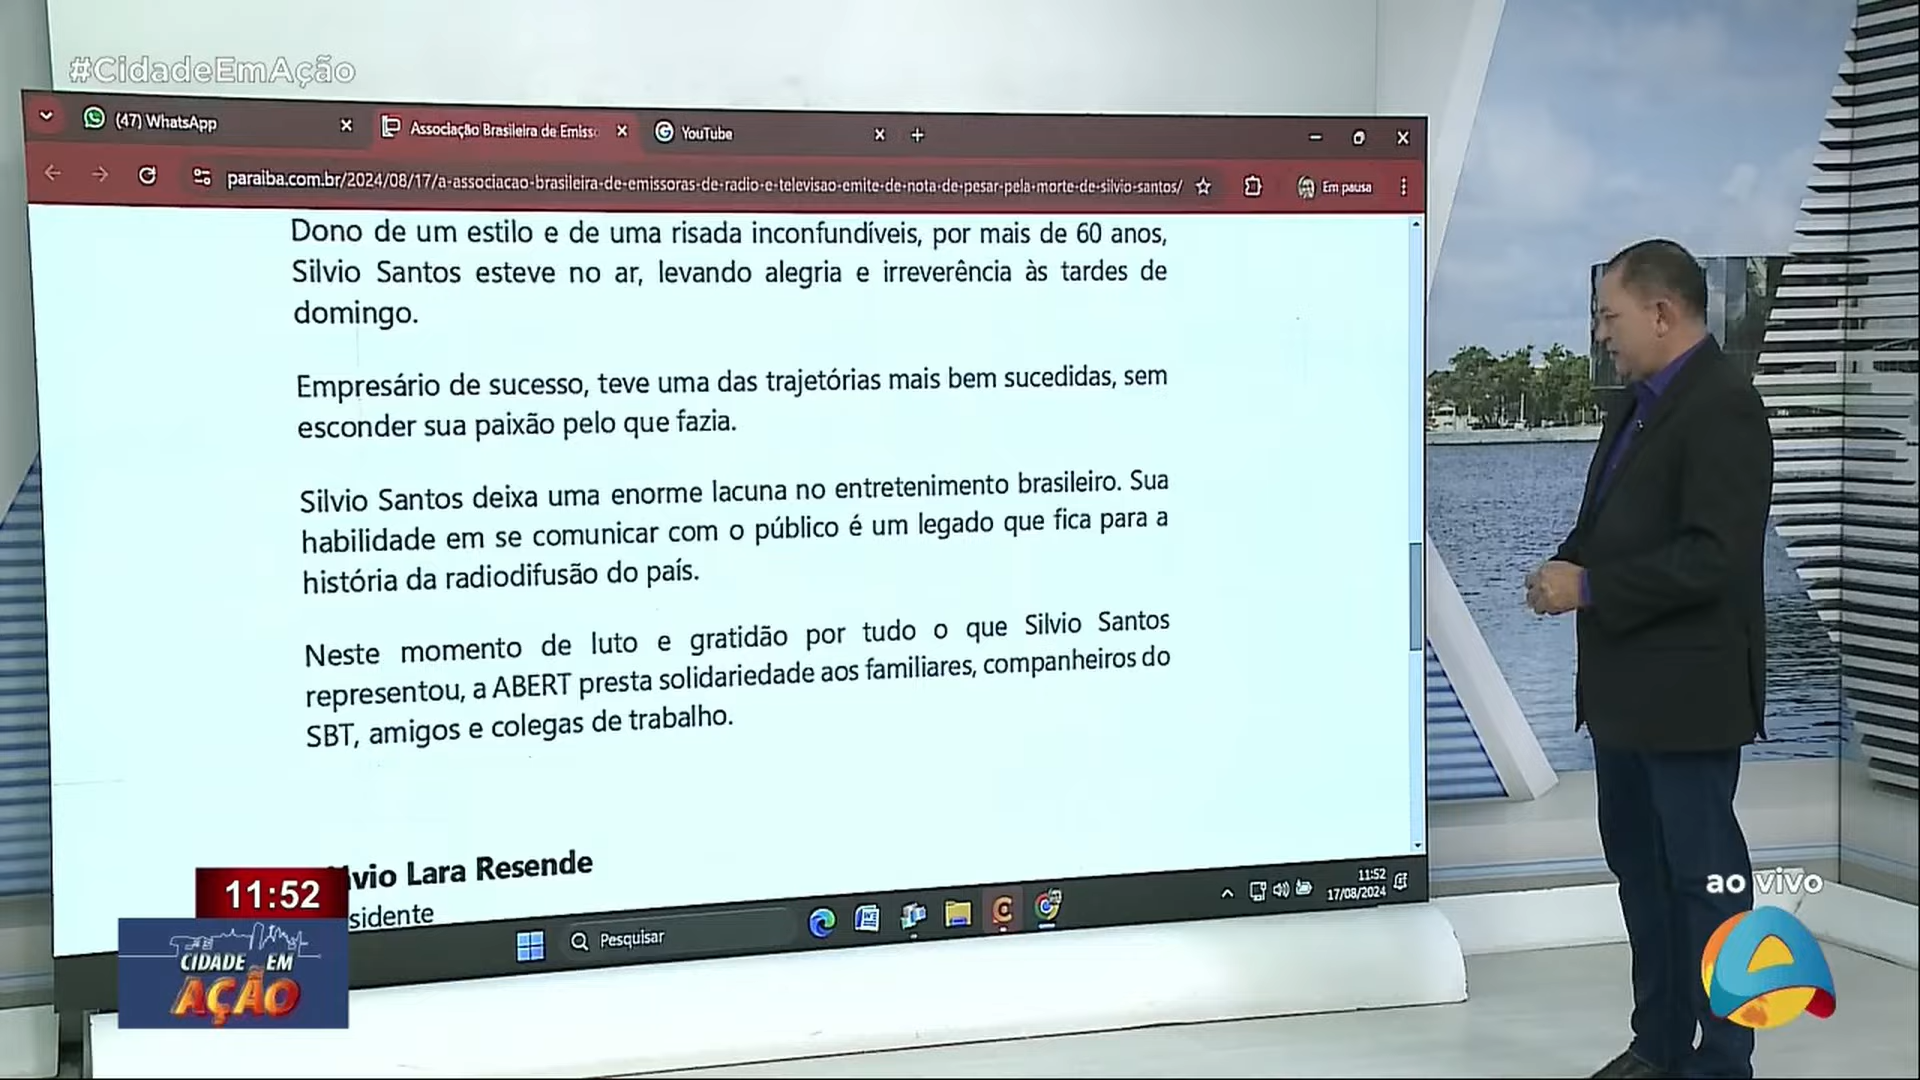 #CidadeEmAção
(47) WhatsApp
Associação Brasileira de Emiss
YouTube
paraiba.com.br/2024/08/17/a-associacao-brasileira-de-emissoras-de-radio-e-televisao-emite-de-nota-de-pesar-pela-morte-de-silvio-santos/
Em pausa
Dono de um estilo e de uma risada inconfundíveis, por mais de 60 anos,
Silvio Santos esteve no ar, levando alegria e irreverência às tardes de
domingo.
Empresário de sucesso, teve uma das trajetórias mais bem sucedidas, sem
esconder sua paixão pelo que fazia.
Silvio Santos deixa uma enorme lacuna no entretenimento brasileiro. Sua
habilidade em se comunicar com o público é um legado que fica para a
história da radiodifusão do país.
Neste momento de luto e gratidão por tudo o que Silvio Santos
representou, a ABERT presta solidariedade aos familiares, companheiros do
SBT, amigos e colegas de trabalho.
vio Lara Resende
sidente
Pesquisar
11:52
17/08/2024
11:52
CIDADE EM
AÇÃO
ao vivo